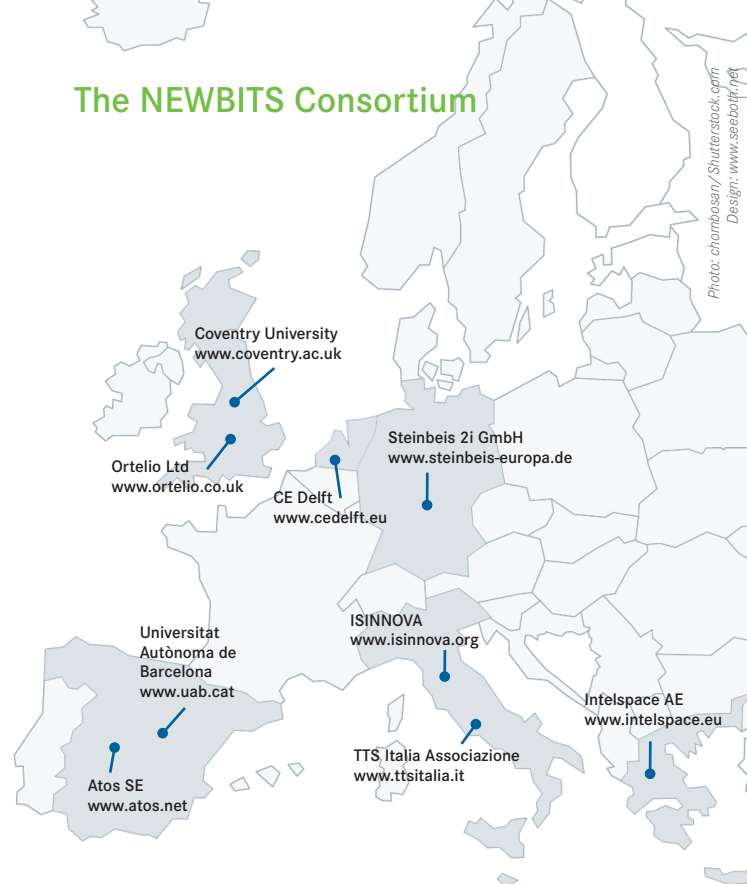 The NEWBITS Consortium
Photo: chombosan/Shutterstock.com
Design: www.seeboth.net
Coventry University
www.coventry.ac.uk
Ortelio Ltd
www.ortelio.co.uk
CE Delft
www.cedelft.eu
Steinbeis 2i GmbH
www.steinbeis-europa.de
Universitat
Autònoma de
Barcelona
www.uab.cat
ISINNOVA
www.isinnova.org
Intelspace AE
www.intelspace.eu
TTS Italia Associazione
www.ttsitalia.it
Atos SE
www.atos.net